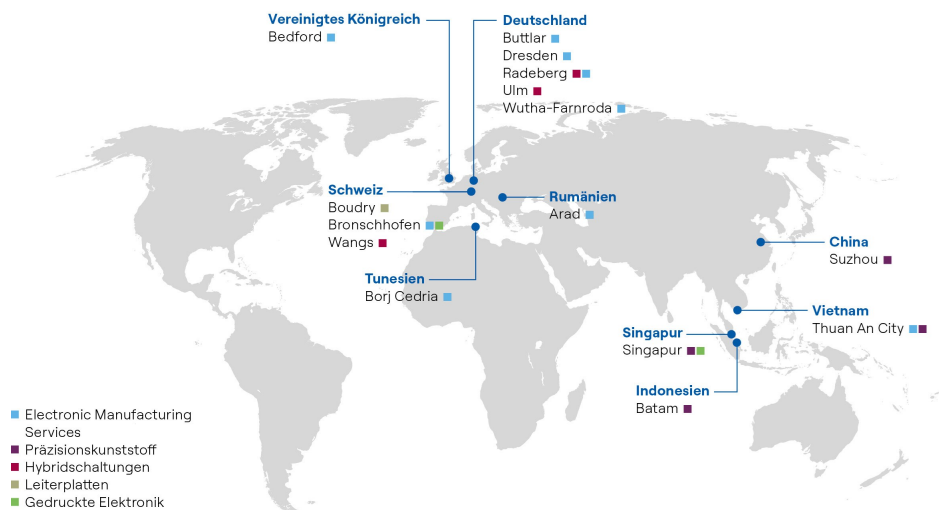 Vereinigtes Königreich
Bedford
Deutschland
Buttlar
Dresden
Radeberg
Ulm
Wutha-Farnroda
Schweiz
Boudry
Bronschhofen
Wangs
Rumänien
Arad
Tunesien
Borj Cedria
China
Suzhou
Vietnam
Thuan An City
Singapur
Singapur
Indonesien
Batam
Electronic Manufacturing
Services
Präzisionskunststoff
Hybridschaltungen
Leiterplatten
Gedruckte Elektronik